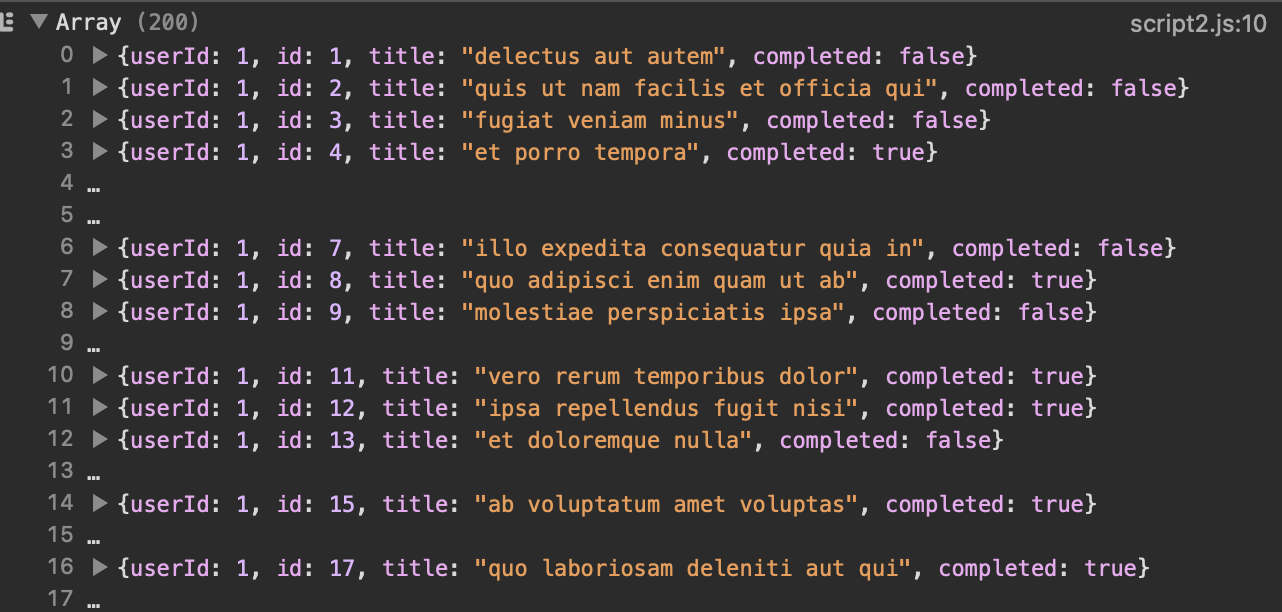 Array (200) script2.js:10
0 {userId: 1, id: 1, title: "delectus aut autem", completed: false}
1 {userId: 1, id: 2, title: "quis ut nam facilis et officia qui", completed: false}
2 {userId: 1, id: 3, title: "fugiat veniam minus", completed: false}
3 {userId: 1, id: 4, title: "et porro tempora", completed: true}
4 …
5 …
6 {userId: 1, id: 7, title: "illo expedita consequatur quia in", completed: false}
7 {userId: 1, id: 8, title: "quo adipisci enim quam ut ab", completed: true}
8 {userId: 1, id: 9, title: "molestiae perspiciatis ipsa", completed: false}
9 …
10 {userId: 1, id: 11, title: "vero rerum temporibus dolor", completed: true}
11 {userId: 1, id: 12, title: "ipsa repellendus fugit nisi", completed: true}
12 {userId: 1, id: 13, title: "et doloremque nulla", completed: false}
13 …
14 {userId: 1, id: 15, title: "ab voluptatum amet voluptas", completed: true}
15 …
16 {userId: 1, id: 17, title: "quo laboriosam deleniti aut qui", completed: true}
17 …